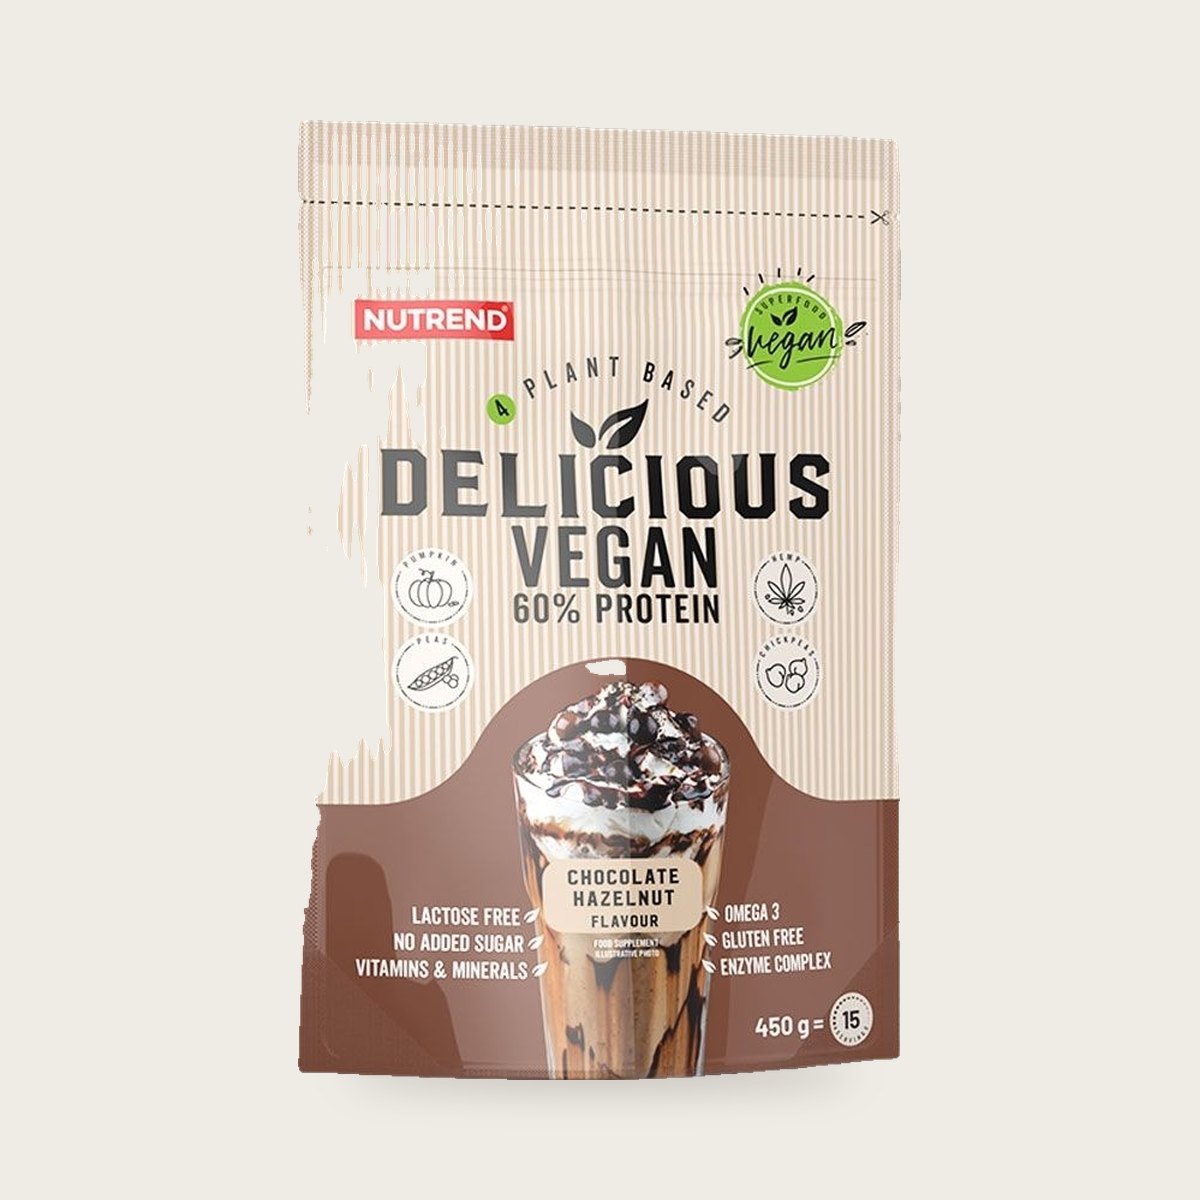 NUTREND®
SUPERFOOD
vegan
4 PLANT BASED
DELICIOUS
VEGAN
60% PROTEIN
PUMPKIN
HEMP
PEAS
CHICKPEAS
CHOCOLATE
HAZELNUT
FLAVOUR
FOOD SUPPLEMENT
ILLUSTRATIVE PHOTO
LACTOSE FREE
NO ADDED SUGAR
VITAMINS & MINERALS
OMEGA 3
GLUTEN FREE
ENZYME COMPLEX
450 g = 15
SERVINGS